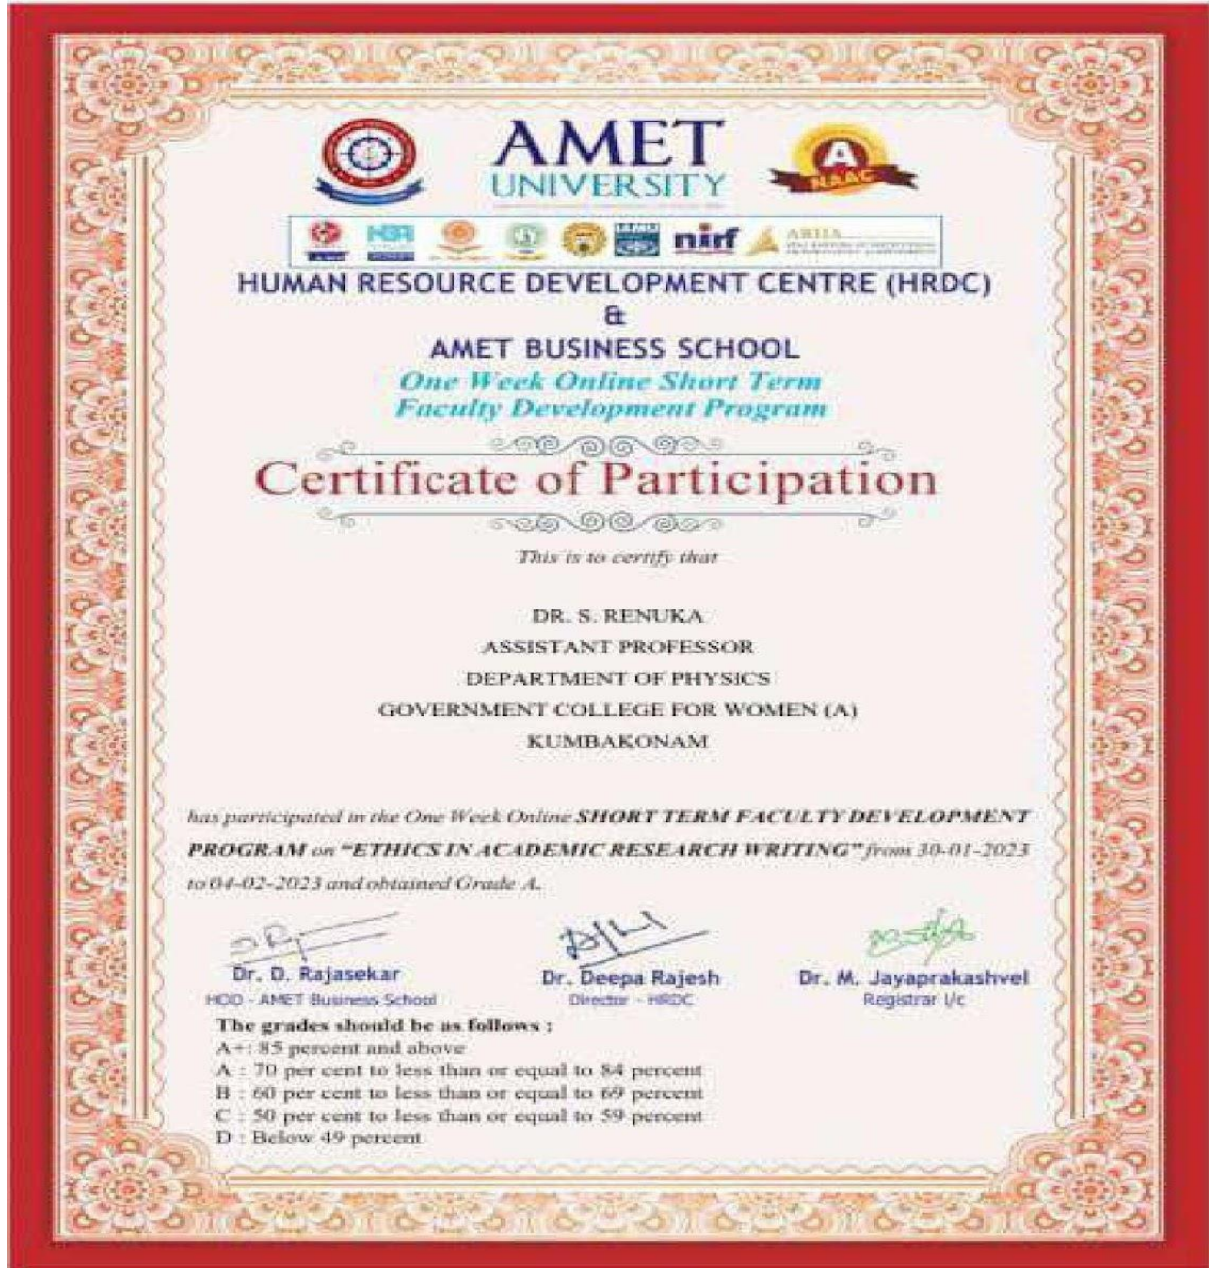 AMET
UNIVERSITY
A
NAAC
nirf
ARIIA
HUMAN RESOURCE DEVELOPMENT CENTRE (HRDC)
&
AMET BUSINESS SCHOOL
One Week Online Short Term
Faculty Development Program
Certificate of Participation
This is to certify that
DR. S. RENUKA
ASSISTANT PROFESSOR
DEPARTMENT OF PHYSICS
GOVERNMENT COLLEGE FOR WOMEN (A)
KUMBAKONAM
has participated in the One Week Online SHORT TERM FACULTY DEVELOPMENT
PROGRAM on "ETHICS IN ACADEMIC RESEARCH WRITING" from 30-01-2023
to 04-02-2023 and obtained Grade A.
Dr. D. Rajasekar Dr. Deepa Rajesh Dr. M. Jayaprakashvel
HOD - AMET Business School Director - HRDC Registrar I/c
The grades should be as follows :
A+: 85 percent and above
A : 70 per cent to less than or equal to 84 percent
B : 60 per cent to less than or equal to 69 percent
C : 50 per cent to less than or equal to 59 percent
D : Below 49 percent